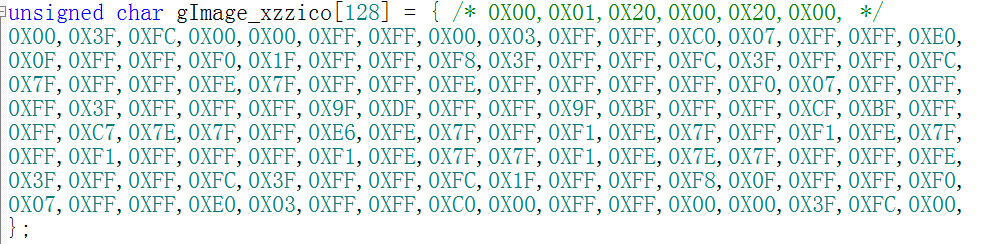 unsigned char gImage_xzzico[128] = { /* 0X00,0X01,0X20,0X00,0X20,0X00, */
0X00,0X3F,0XFC,0X00,0X00,0XFF,0XFF,0X00,0X03,0XFF,0XFF,0XC0,0X07,0XFF,0XFF,0XE0,
0X0F,0XFF,0XFF,0XF0,0X1F,0XFF,0XFF,0XF8,0X3F,0XFF,0XFF,0XFC,0X3F,0XFF,0XFF,0XFC,
0X7F,0XFF,0XFF,0XFE,0X7F,0XFF,0XFF,0XFE,0XFF,0XFF,0XFF,0XFF,0XF0,0X07,0XFF,0XFF,
0XFF,0X3F,0XFF,0XFF,0XFF,0X9F,0XDF,0XFF,0XFF,0X9F,0XBF,0XFF,0XFF,0XCF,0XBF,0XFF,
0XFF,0XC7,0X7E,0X7F,0XFF,0XE6,0XFE,0X7F,0XFF,0XF1,0XFE,0X7F,0XFF,0XF1,0XFE,0X7F,
0XFF,0XF1,0XFF,0XFF,0XFF,0XF1,0XFE,0X7F,0X7F,0XF1,0XFE,0X7E,0X7F,0XFF,0XFF,0XFE,
0X3F,0XFF,0XFF,0XFC,0X3F,0XFF,0XFF,0XFC,0X1F,0XFF,0XFF,0XF8,0X0F,0XFF,0XFF,0XF0,
0X07,0XFF,0XFF,0XE0,0X03,0XFF,0XFF,0XC0,0X00,0XFF,0XFF,0X00,0X00,0X3F,0XFC,0X00,
};